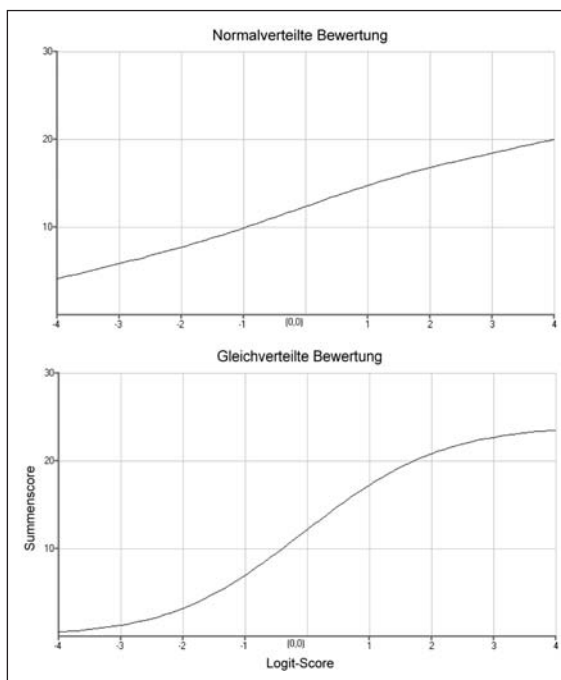 Normalverteilte Bewertung
30
20
10
-4 -3 -2 -1 (0,0) 1 2 3 4
Gleichverteilte Bewertung
30
20
10
Summenscore
-4 -3 -2 -1 (0,0) 1 2 3 4
Logit-Score